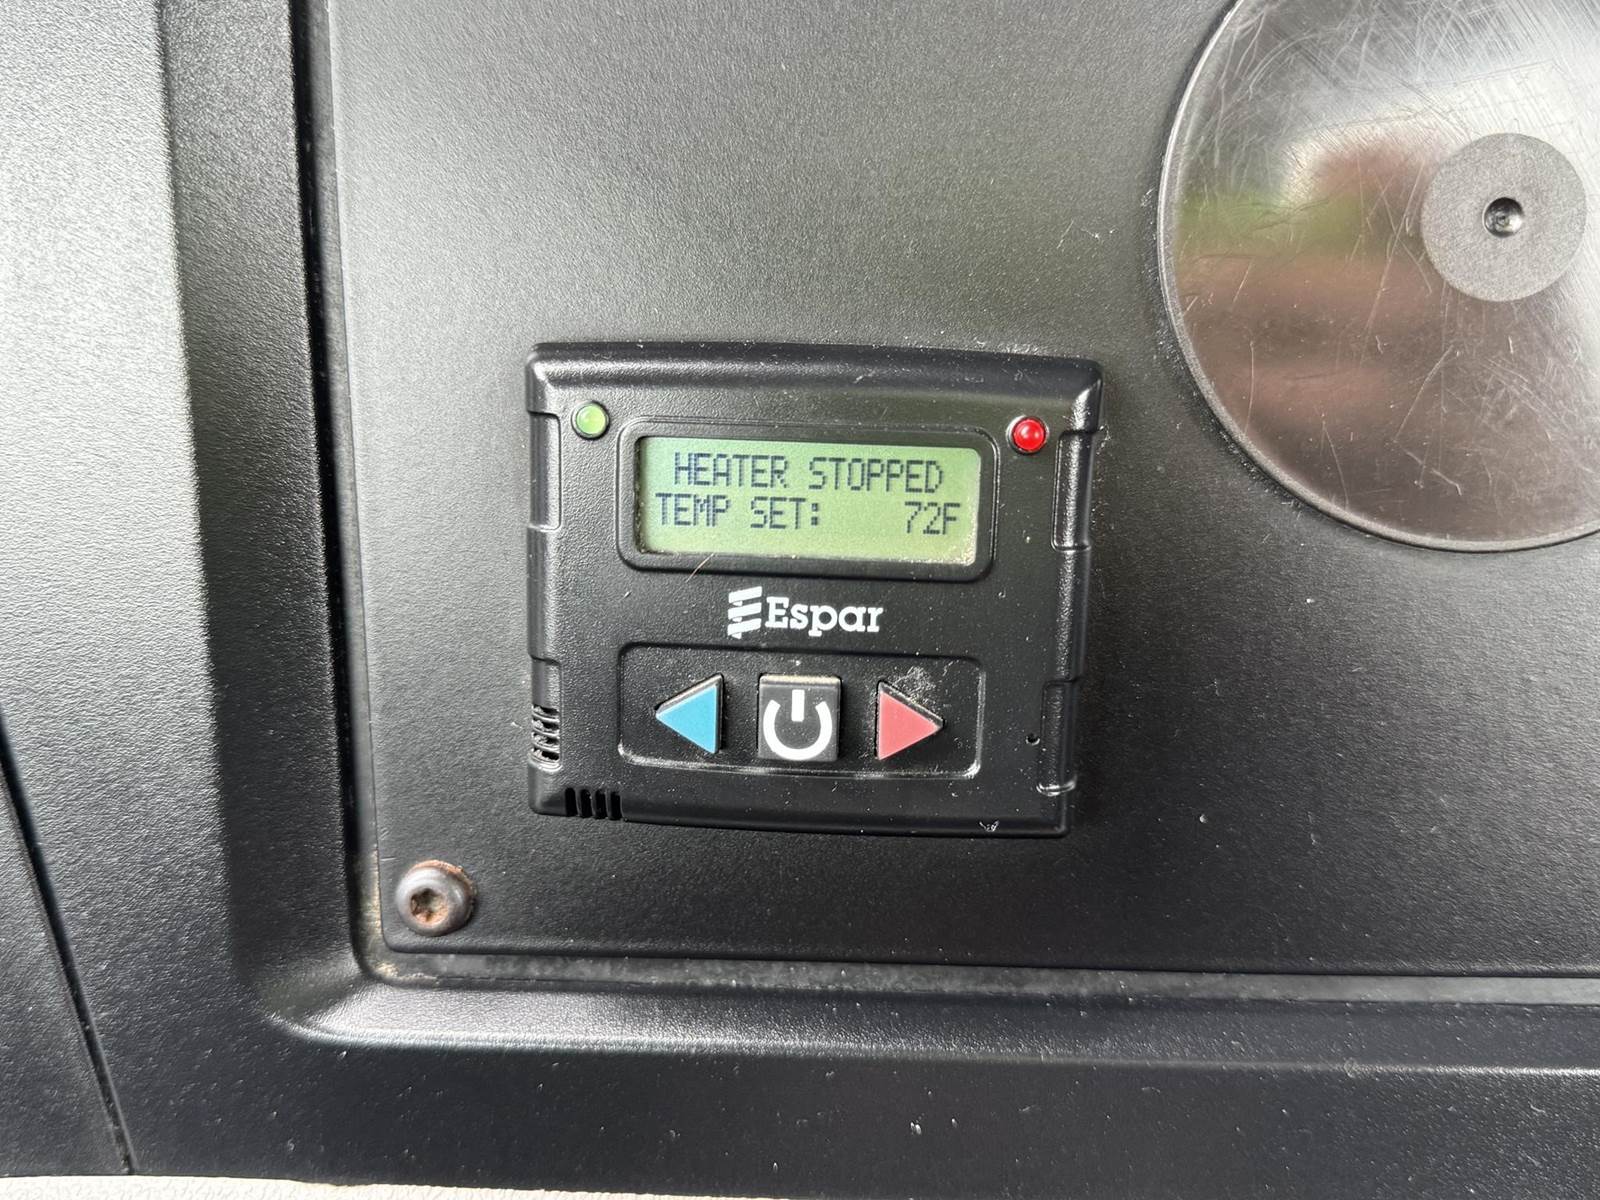 HEATER STOPPED
TEMP SET: 72F
Espar